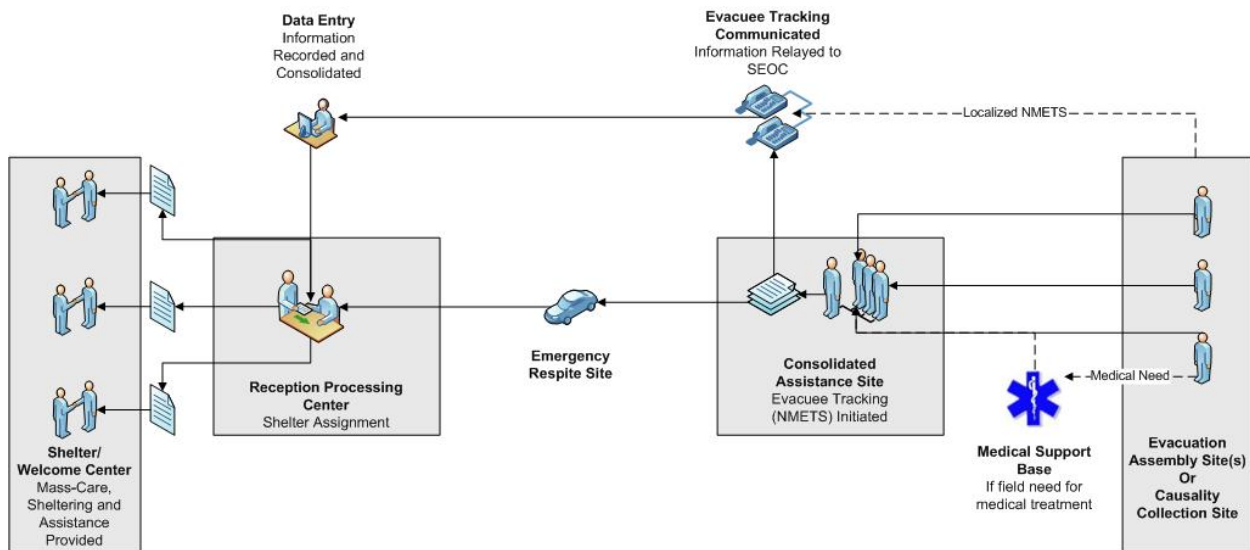 Data Entry
Information
Recorded and
Consolidated
Evacuee Tracking
Communicated
Information Relayed to
SEOC
Localized NMETS
Medical Need
Emergency
Respite Site
Reception Processing
Center
Shelter Assignment
Consolidated
Assistance Site
Evacuee Tracking
(NMETS) Initiated
Medical Support
Base
If field need for
medical treatment
Evacuation
Assembly Site(s)
Or
Causality
Collection Site
Shelter/
Welcome Center
Mass-Care,
Sheltering and
Assistance
Provided